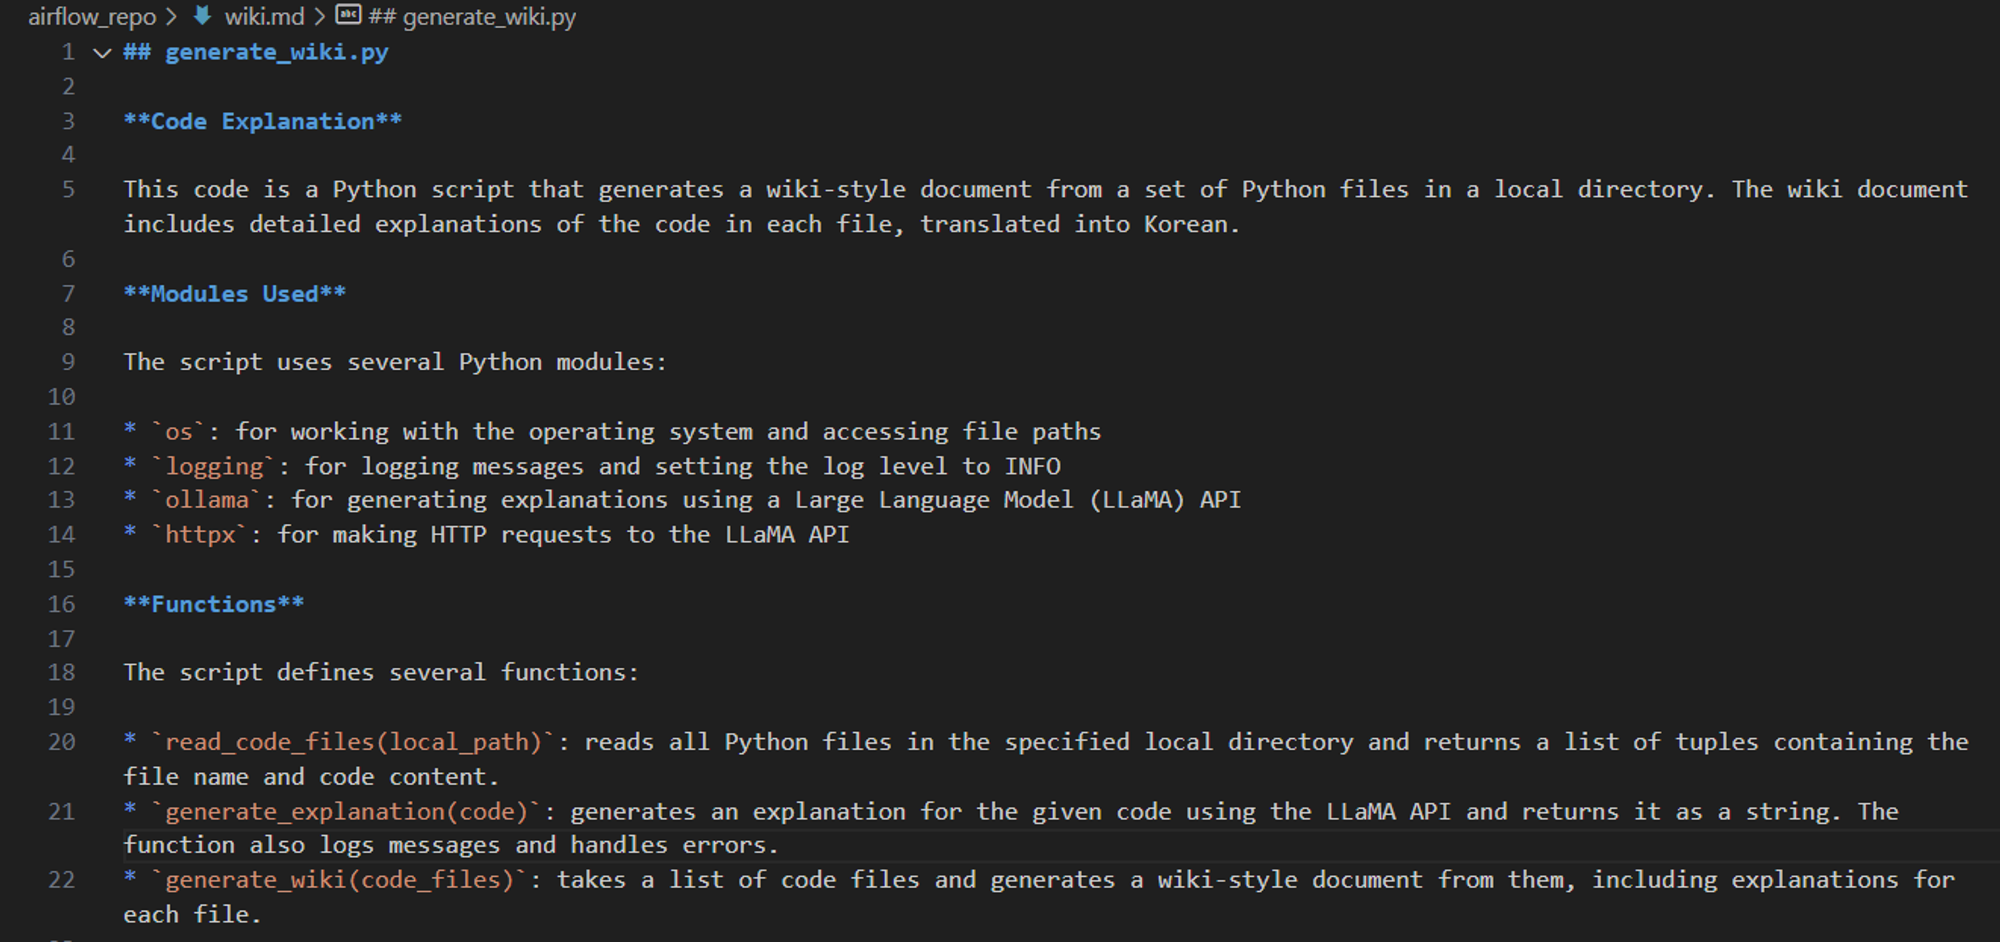 airflow_repo > wiki.md > abc ## generate_wiki.py
1 ## generate_wiki.py
2
3 **Code Explanation**
4
5 This code is a Python script that generates a wiki-style document from a set of Python files in a local directory. The wiki document
includes detailed explanations of the code in each file, translated into Korean.
6
7 **Modules Used**
8
9 The script uses several Python modules:
10
11 * `os`: for working with the operating system and accessing file paths
12 * `logging`: for logging messages and setting the log level to INFO
13 * `ollama`: for generating explanations using a Large Language Model (LLaMA) API
14 * `httpx`: for making HTTP requests to the LLaMA API
15
16 **Functions**
17
18 The script defines several functions:
19
20 * `read_code_files(local_path)`: reads all Python files in the specified local directory and returns a list of tuples containing the
file name and code content.
21 * `generate_explanation(code)`: generates an explanation for the given code using the LLaMA API and returns it as a string. The
function also logs messages and handles errors.
22 * `generate_wiki(code_files)`: takes a list of code files and generates a wiki-style document from them, including explanations for
each file.